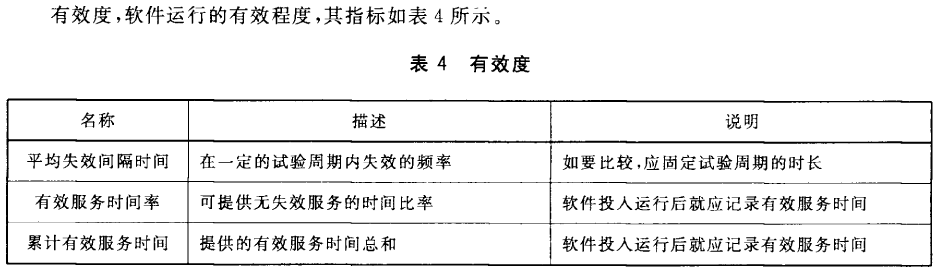 有效度,软件运行的有效程度,其指标如表 4 所示。
表 4 有效度
名称 描述 说明
平均失效间隔时间 在一定的试验周期内失效的频率 如要比较,应固定试验周期的时长
有效服务时间率 可提供无失效服务的时间比率 软件投入运行后就应记录有效服务时间
累计有效服务时间 提供的有效服务时间总和 软件投入运行后就应记录有效服务时间